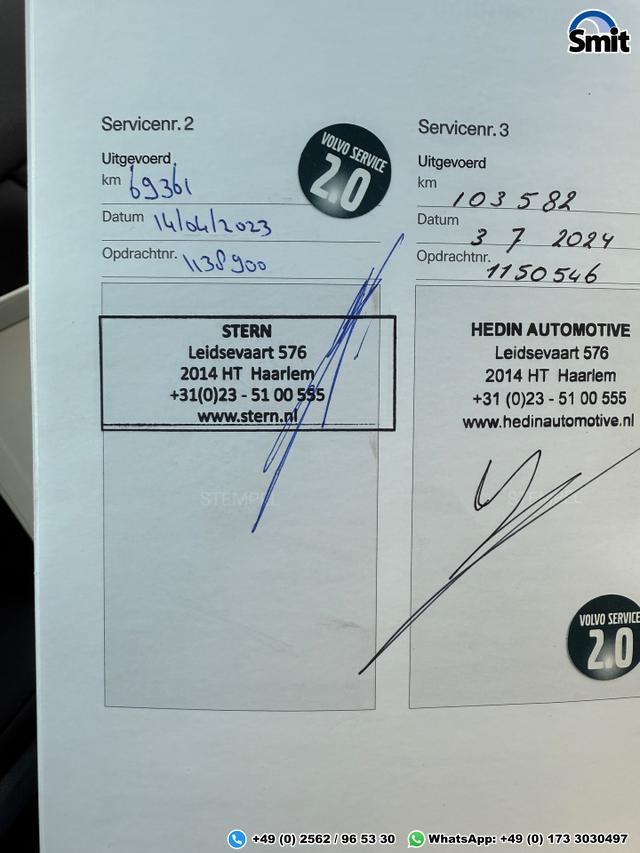 Smit
Servicenr. 2
Uitgevoerd
km 69361
Datum 14/04/2023
Opdrachtnr. 1138900
VOLVO SERVICE
2.0
STERN
Leidsevaart 576
2014 HT Haarlem
+31(0)23 - 51 00 555
www.stern.nl
STEMPEL
Servicenr. 3
Uitgevoerd
km 103 582
Datum 3 7 2024
Opdrachtnr. 1150546
HEDIN AUTOMOTIVE
Leidsevaart 576
2014 HT Haarlem
+31 (0)23 - 51 00 555
www.hedinautomotive.nl
VOLVO SERVICE
2.0
+49 (0) 2562 / 96 53 30 WhatsApp: +49 (0) 173 3030497